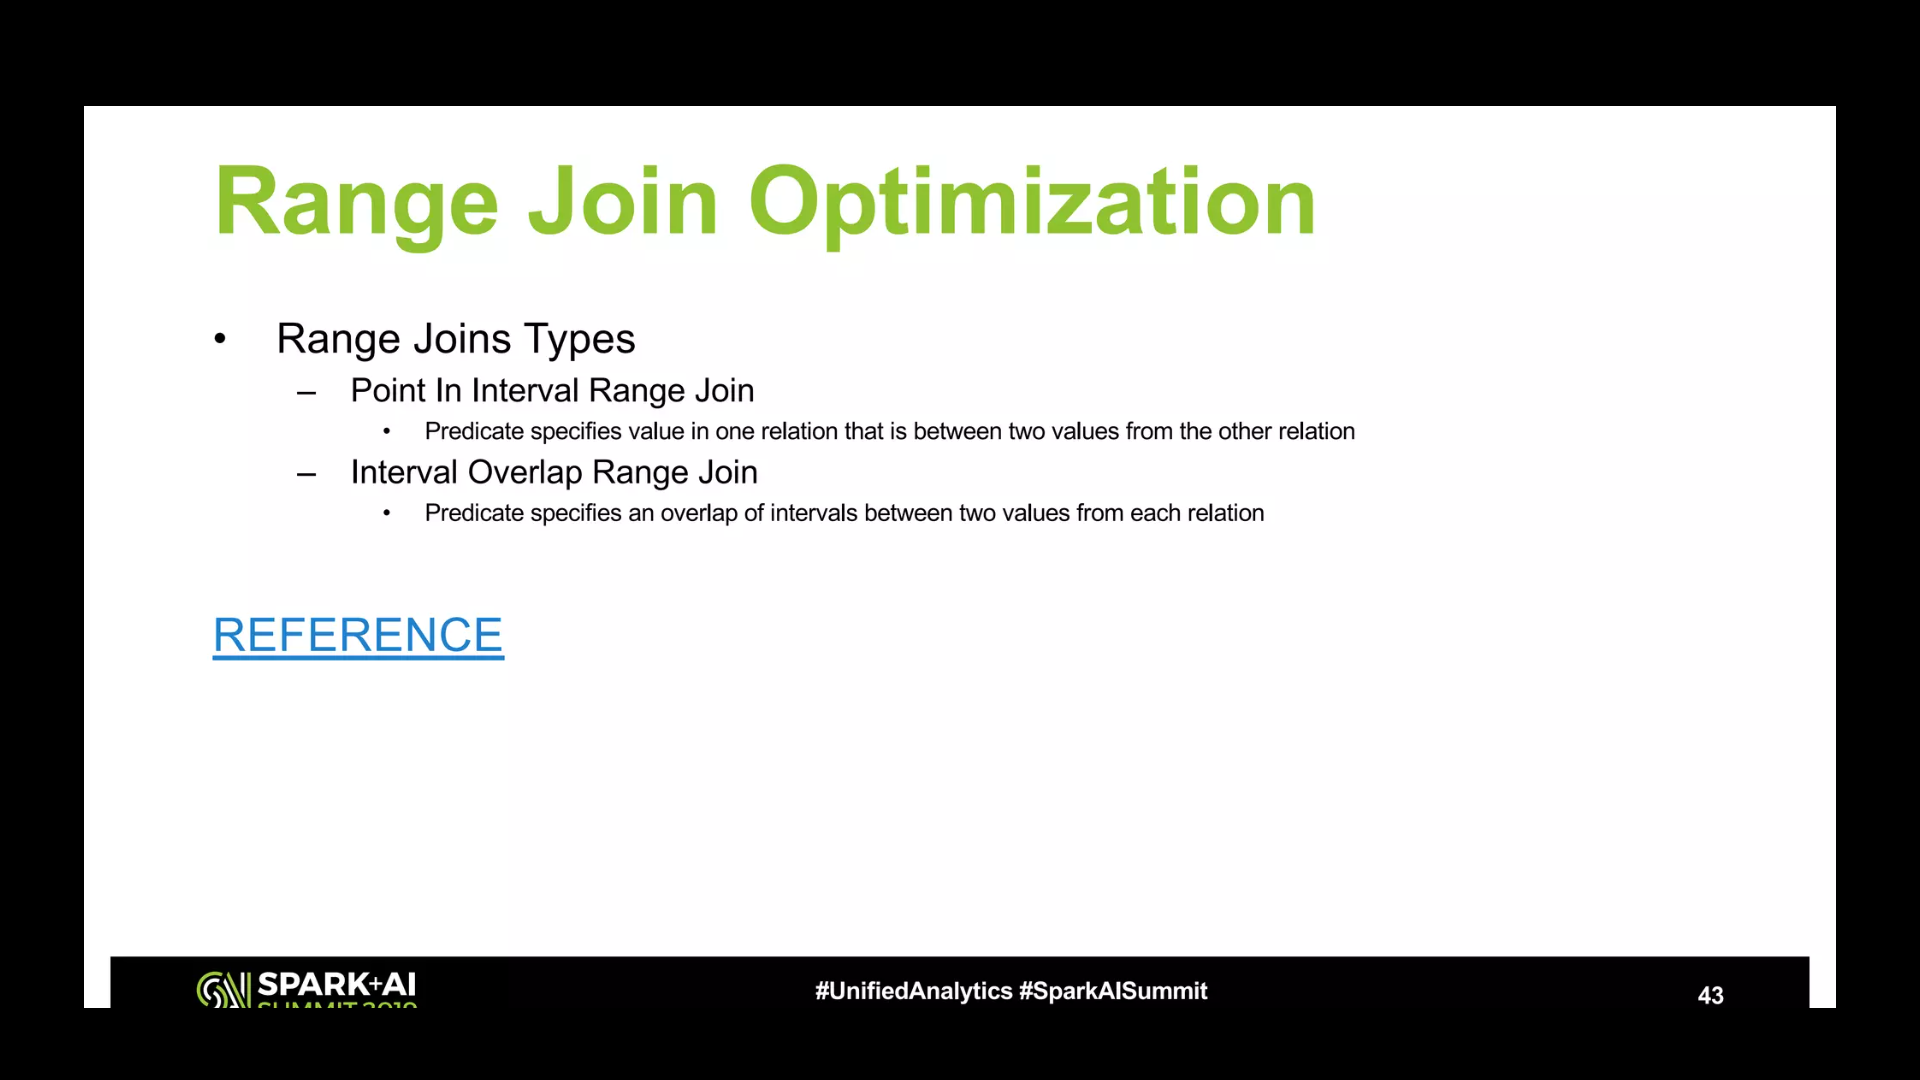 Range Join Optimization
• Range Joins Types
– Point In Interval Range Join
• Predicate specifies value in one relation that is between two values from the other relation
– Interval Overlap Range Join
• Predicate specifies an overlap of intervals between two values from each relation
REFERENCE
SPARK+AI
SUMMIT 2019
#UnifiedAnalytics #SparkAISummit
43